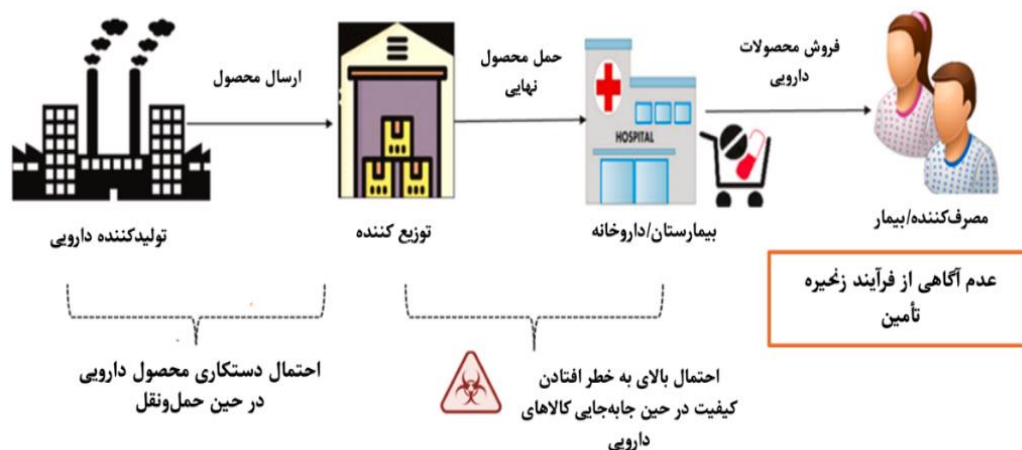 ارسال محصول
حمل محصول
نهایی
فروش محصولات
دارویی
HOSPITAL
تولیدکننده دارویی
توزیع کننده
بیمارستان/داروخانه
مصرف‌کننده/بیمار
عدم آگاهی از فرآیند زنجیره
تأمین
احتمال دستکاری محصول دارویی
در حین حمل‌ونقل
احتمال بالای به خطر افتادن
کیفیت در حین جابه‌جایی کالاهای
دارویی